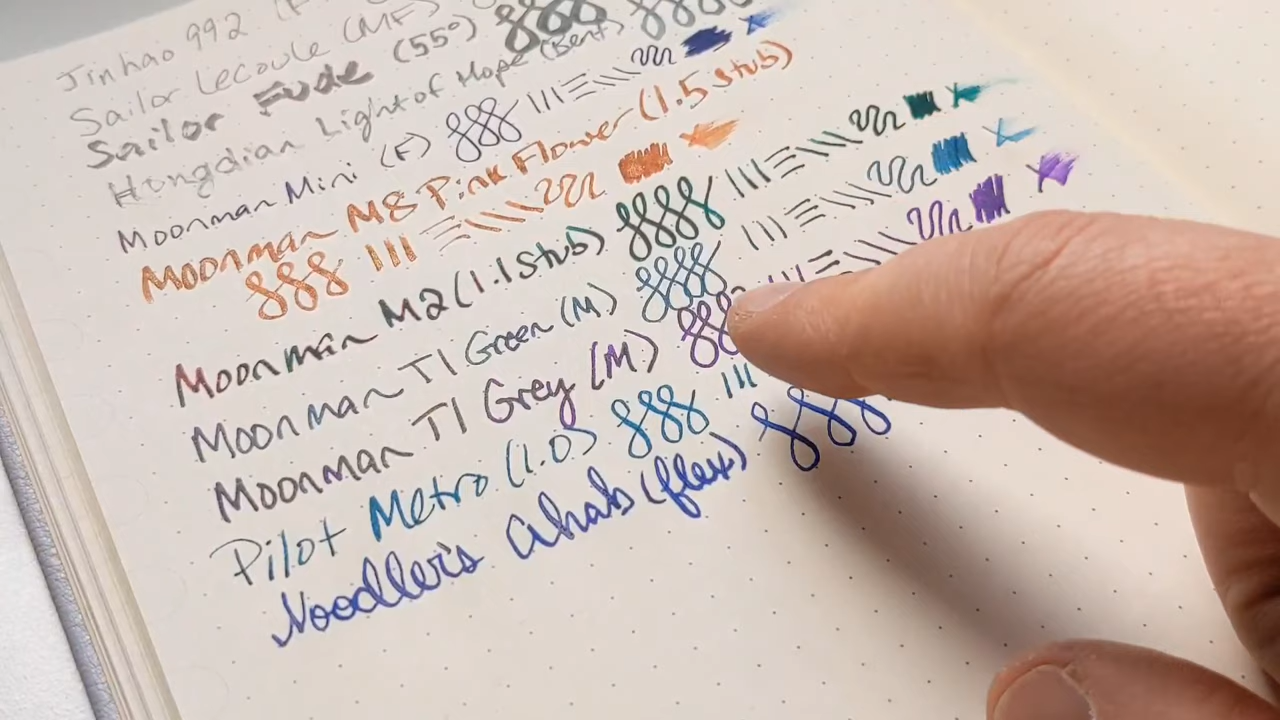 Jinhao 992 (F
Sailor Lecoule (MF)
Sailor Fude (55°)
Hongdian Light of Hope (Bent)
Moonman Mini (F)
Moonman M8 Pink Flower (1.5 stub)
Moonman M2 (1.1 Stub)
Moonman T1 Green (M)
Moonman T1 Grey (M)
Pilot Metro (1.0)
Noodler's Ahab (flex)